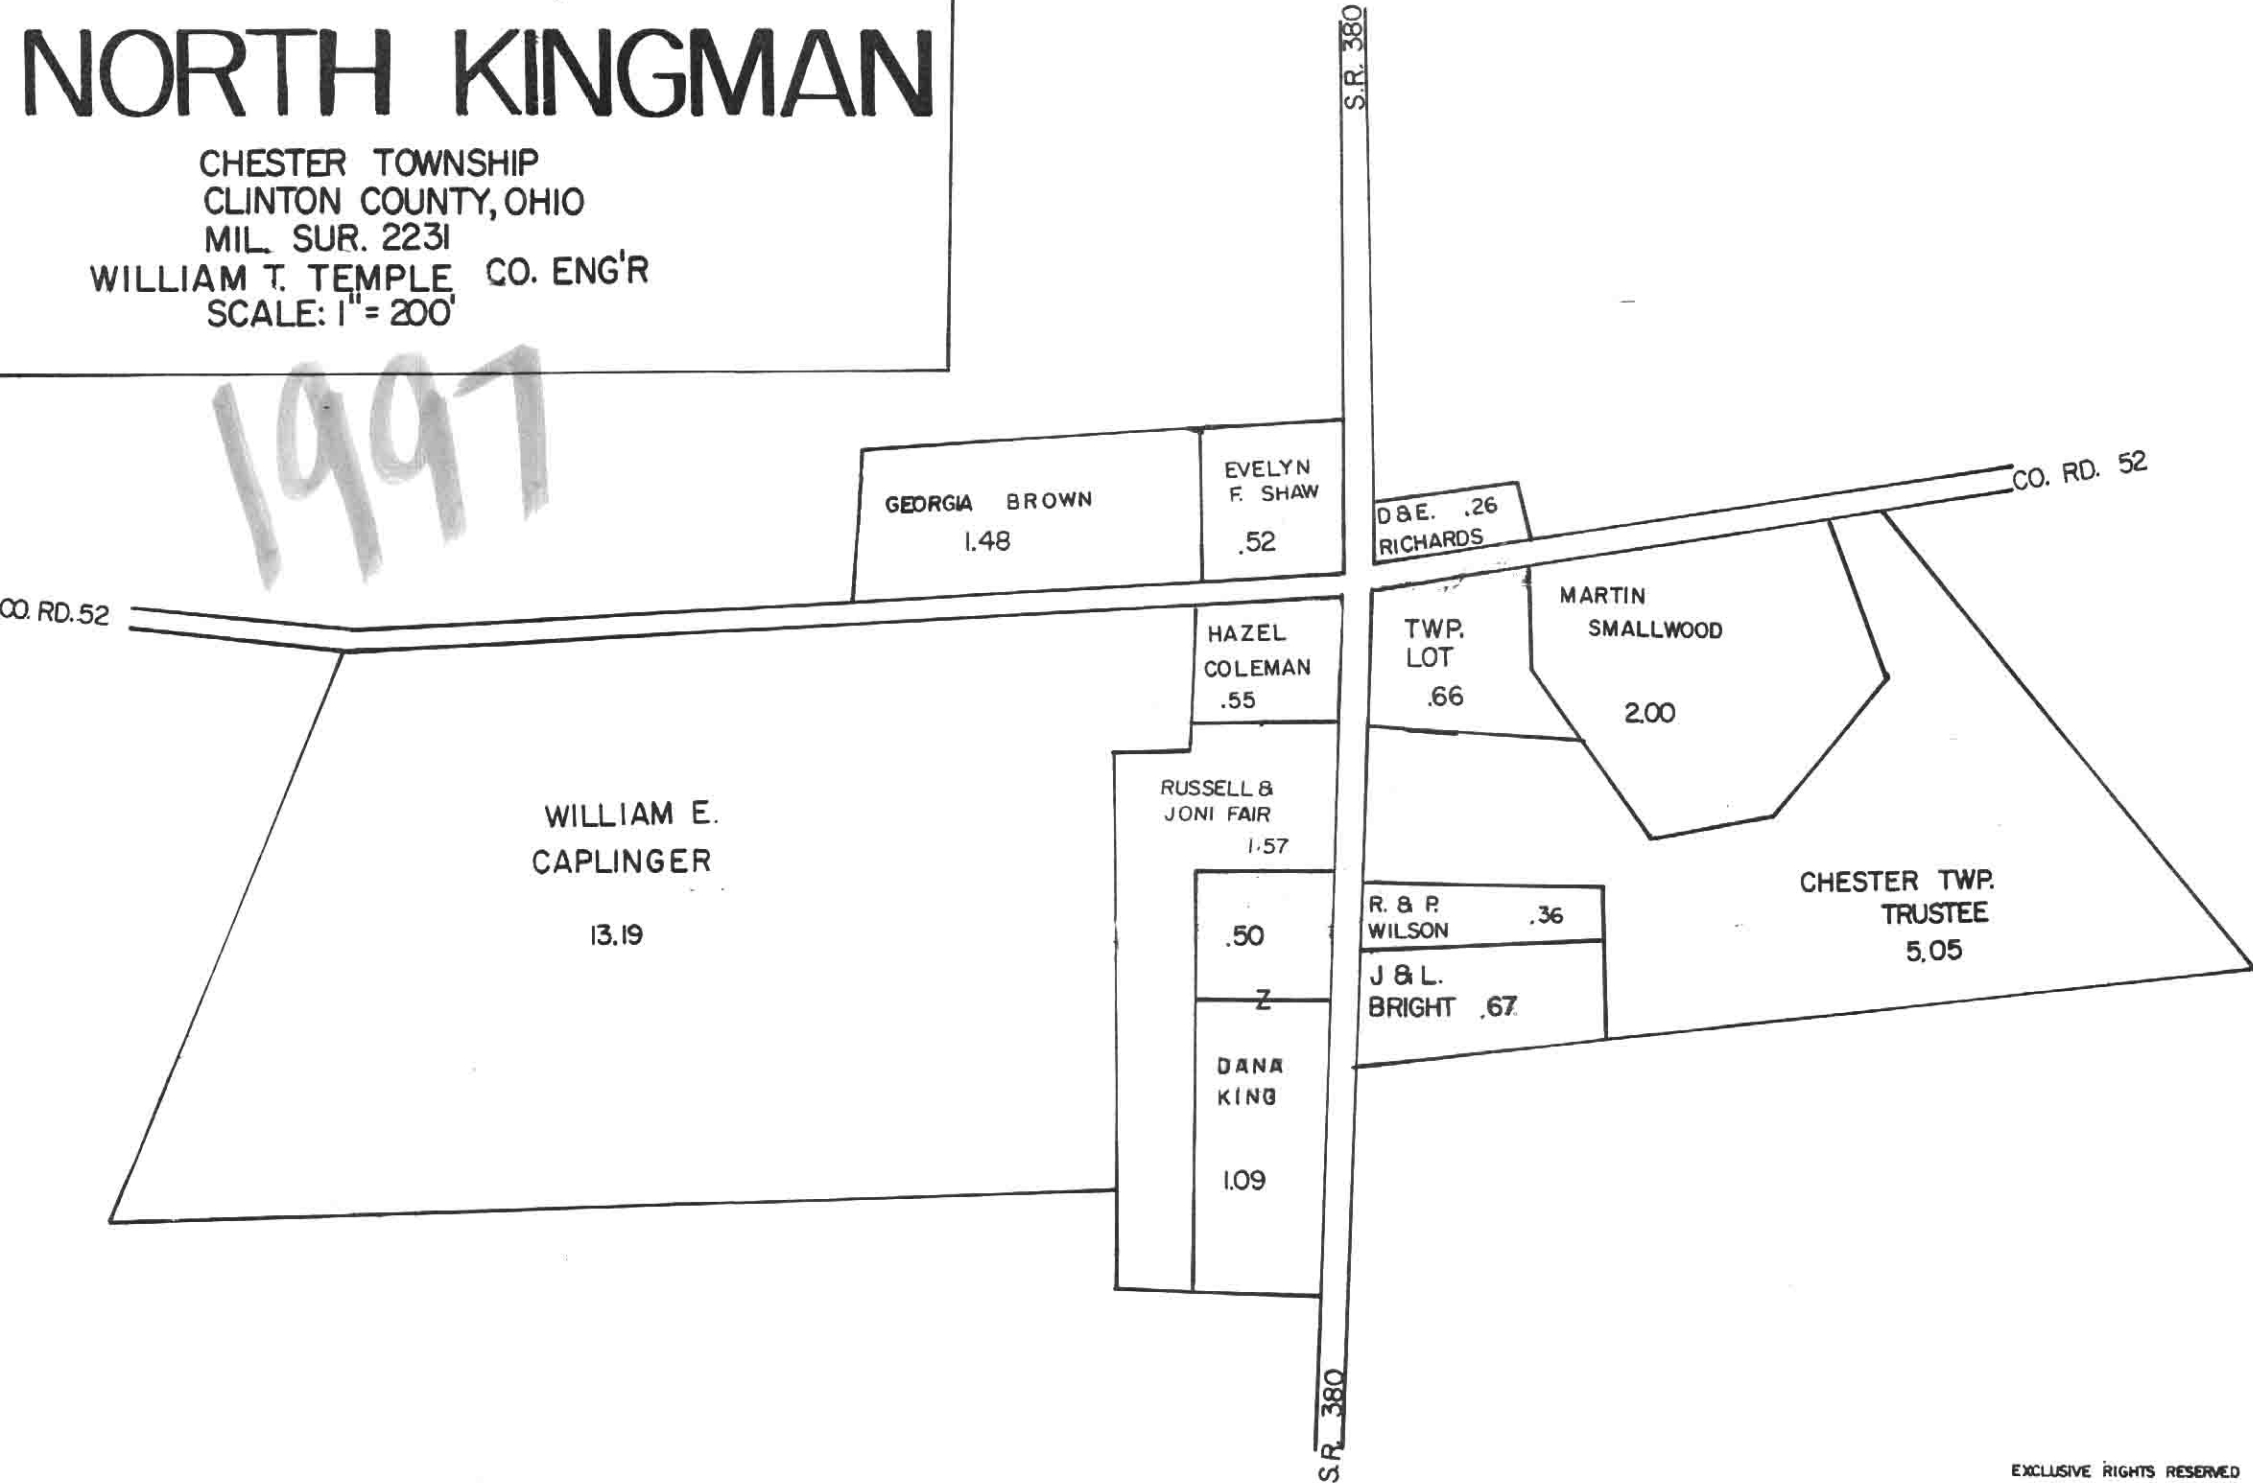 NORTH KINGMAN
CHESTER TOWNSHIP
CLINTON COUNTY, OHIO
MIL. SUR. 2231
WILLIAM T. TEMPLE CO. ENG'R
SCALE: 1"= 200'
1997
S.R. 380
GEORGIA BROWN
1.48
EVELYN
F. SHAW
.52
D & E. .26
RICHARDS
CO. RD. 52
CO. RD. 52
HAZEL
COLEMAN
.55
TWP.
LOT
.66
MARTIN
SMALLWOOD
2.00
WILLIAM E.
CAPLINGER
13.19
RUSSELL &
JONI FAIR
1.57
.50
Z
DANA
KING
1.09
R. & P.
WILSON .36
J & L.
BRIGHT .67
CHESTER TWP.
TRUSTEE
5.05
S.R. 380
EXCLUSIVE RIGHTS RESERVED